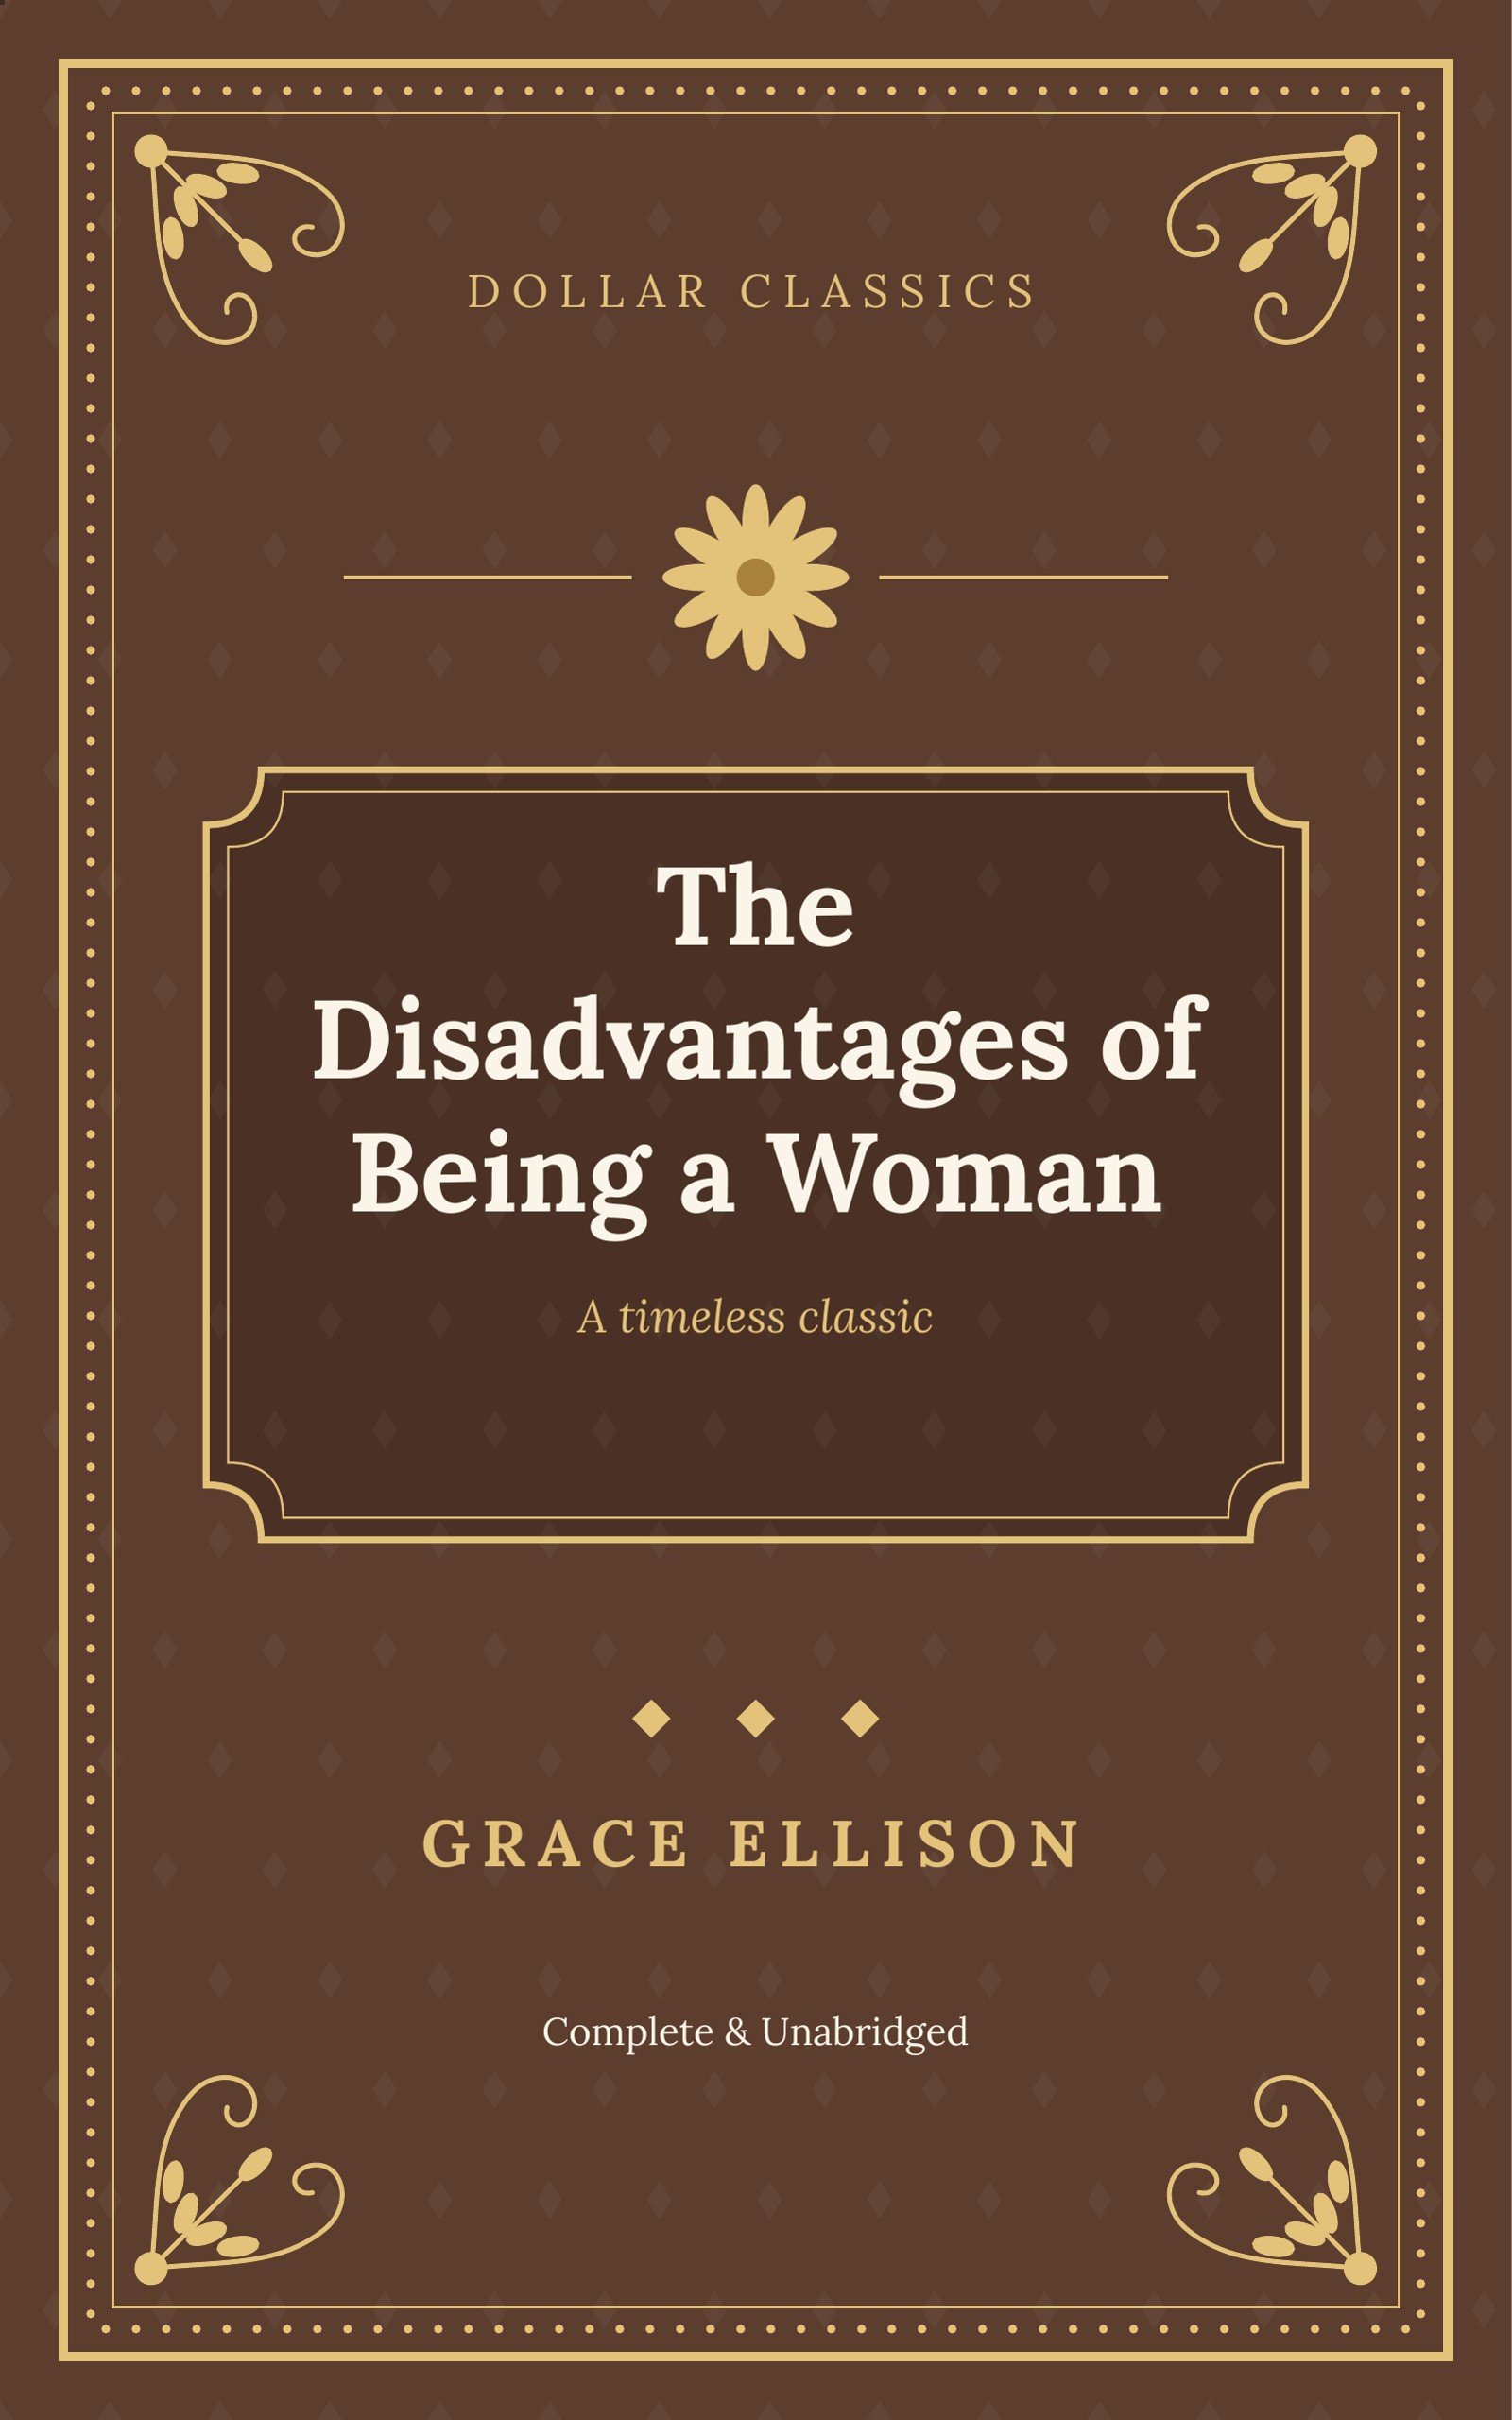 DOLLAR CLASSICS
The
Disadvantages of
Being a Woman
A timeless classic
GRACE ELLISON
Complete & Unabridged